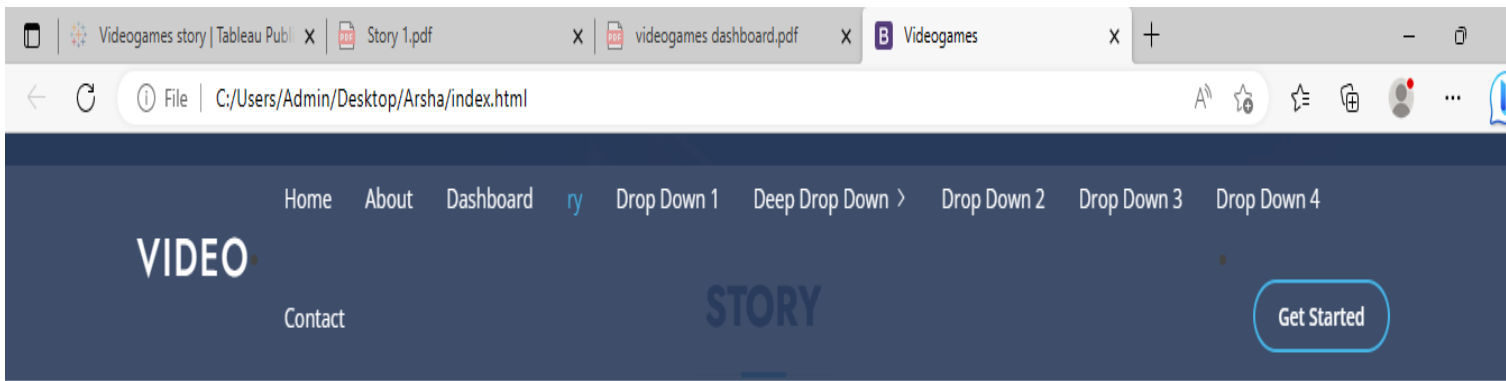 Videogames story | Tableau Publ
Story 1.pdf
videogames dashboard.pdf
B Videogames
File | C:/Users/Admin/Desktop/Arsha/index.html
Home About Dashboard ry Drop Down 1 Deep Drop Down > Drop Down 2 Drop Down 3 Drop Down 4
VIDEO
STORY
Contact
Get Started